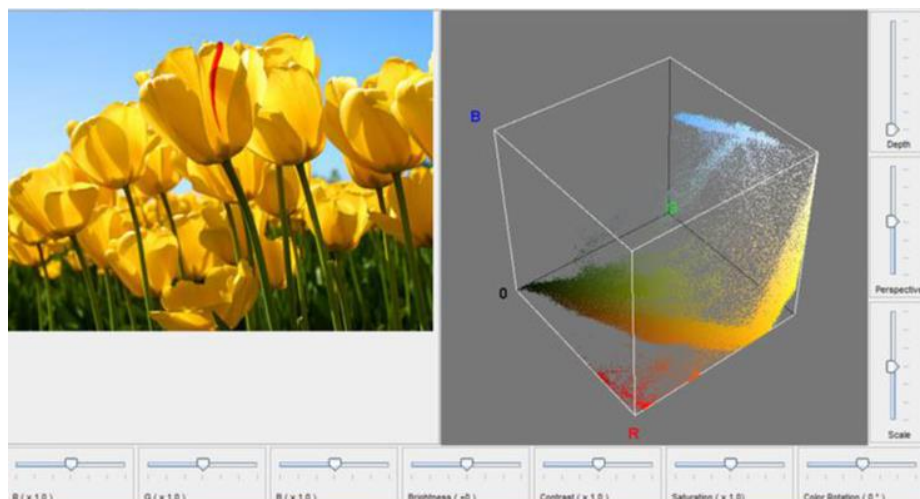 B
G
0
R
Depth
Perspective
Scale
R ( x 1.0 )
G ( x 1.0 )
B ( x 1.0 )
Brightness ( +0 )
Contrast ( x 1.0 )
Saturation ( x 1.0)
Color Rotation ( 0 ° )